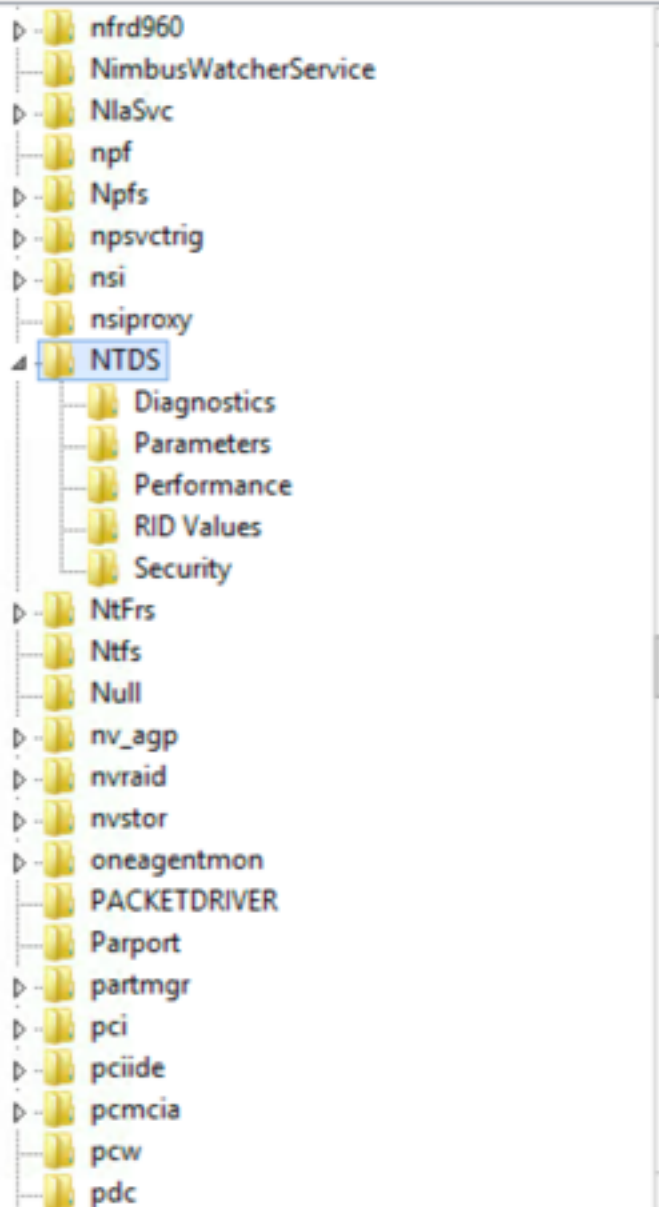 nfrd960
NimbusWatcherService
NlaSvc
npf
Npfs
npsvctrig
nsi
nsiproxy
NTDS
Diagnostics
Parameters
Performance
RID Values
Security
NtFrs
Ntfs
Null
nv_agp
nvraid
nvstor
oneagentmon
PACKETDRIVER
Parport
partmgr
pci
pciide
pcmcia
pcw
pdc